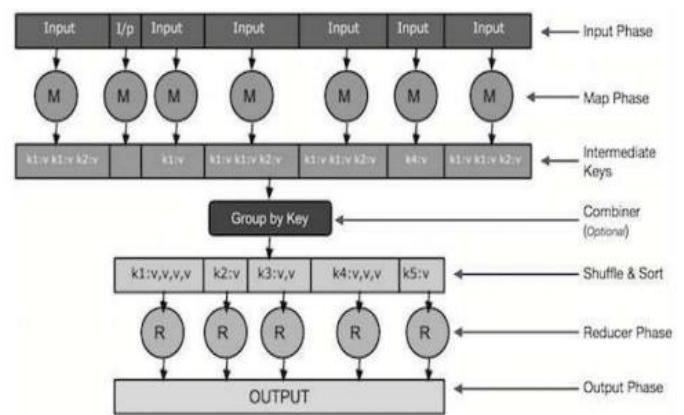 Input I/p Input Input Input Input Input Input Phase
M M M M M M M Map Phase
k1:v k1:v k2:v k1:v k1:v k1:v k2:v k1:v k1:v k2:v k4:v k1:v k1:v k2:v Intermediate
Keys
Group by Key Combiner
(Optional)
k1:v,v,v,v k2:v k3:v,v k4:v,v,v k5:v Shuffle & Sort
R R R R R Reducer Phase
OUTPUT Output Phase